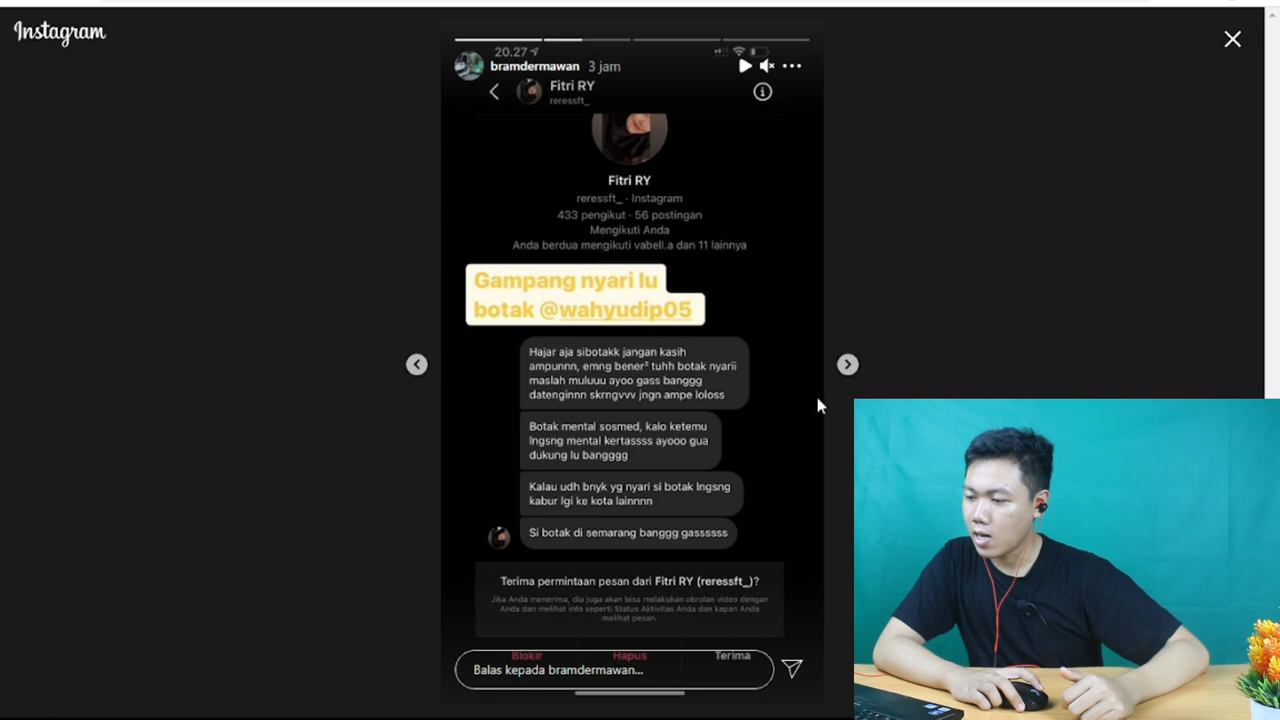 Instagram
20.27
bramdermawan 3 jam
Fitri RY
reressft_
Fitri RY
reressft_ · Instagram
433 pengikut · 56 postingan
Mengikuti Anda
Anda berdua mengikuti vabell.a dan 11 lainnya
Gampang nyari lu
botak @wahyudip05
Hajar aja sibotakk jangan kasih
ampunnn, emng bener² tuhh botak nyarii
maslah muluuu ayoo gass banggg
datenginnn skrngvvv jngn ampe loloss
Botak mental sosmed, kalo ketemu
lngsng mental kertassss ayooo gua
dukung lu bangggg
Kalau udh bnyk yg nyari si botak lngsng
kabur lgi ke kota lainnnn
Si botak di semarang banggg gassssss
Terima permintaan pesan dari Fitri RY (reressft_)?
Jika Anda menerima, dia juga akan bisa melakukan obrolan video dengan
Anda dan melihat info seperti Status Aktivitas Anda dan kapan Anda
melihat pesan.
Blokir Hapus Terima
Balas kepada bramdermawan...